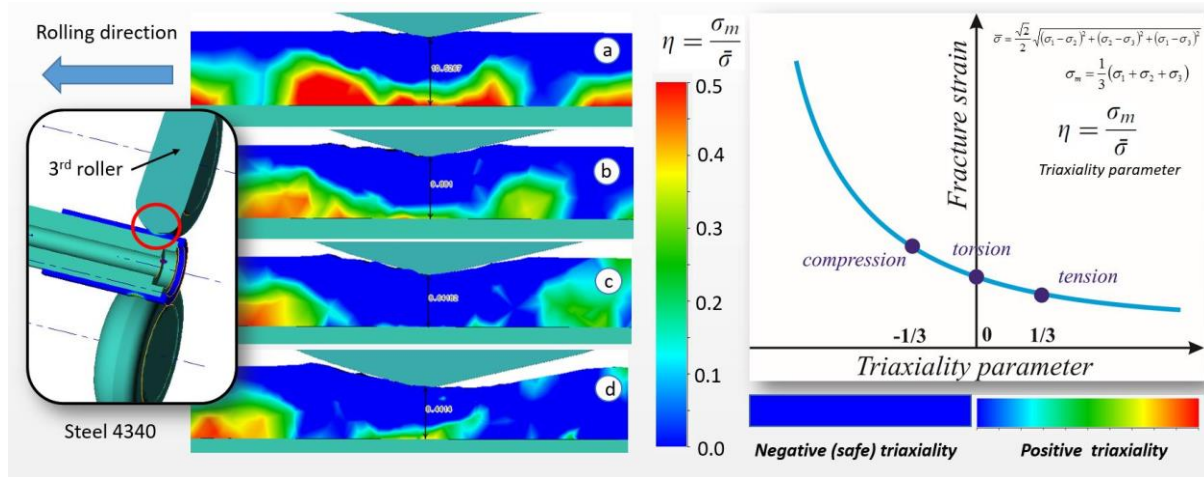 Rolling direction
3rd roller
Steel 4340
a
10.5267
b
c
d
η = σm / σ̄
0.5
0.4
0.3
0.2
0.1
0.0
Fracture strain
σ̄ = √2/2 √(σ1−σ2)²+(σ2−σ3)²+(σ1−σ3)²
σm = 1/3(σ1+σ2+σ3)
η = σm / σ̄
Triaxiality parameter
compression
torsion
tension
-1/3 0 1/3
Triaxiality parameter
Negative (safe) triaxiality
Positive triaxiality